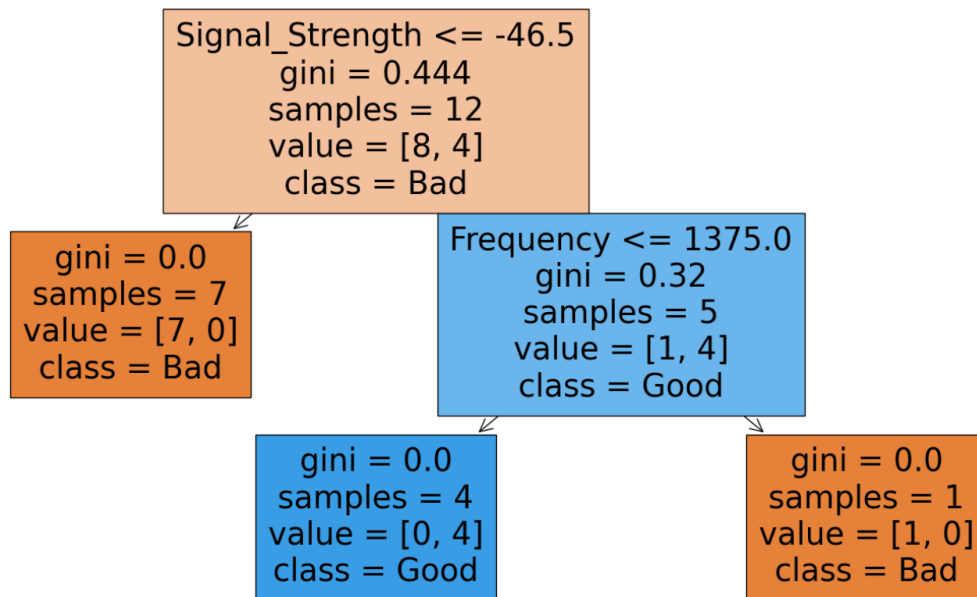 Signal_Strength <= -46.5
gini = 0.444
samples = 12
value = [8, 4]
class = Bad
gini = 0.0
samples = 7
value = [7, 0]
class = Bad
Frequency <= 1375.0
gini = 0.32
samples = 5
value = [1, 4]
class = Good
gini = 0.0
samples = 4
value = [0, 4]
class = Good
gini = 0.0
samples = 1
value = [1, 0]
class = Bad